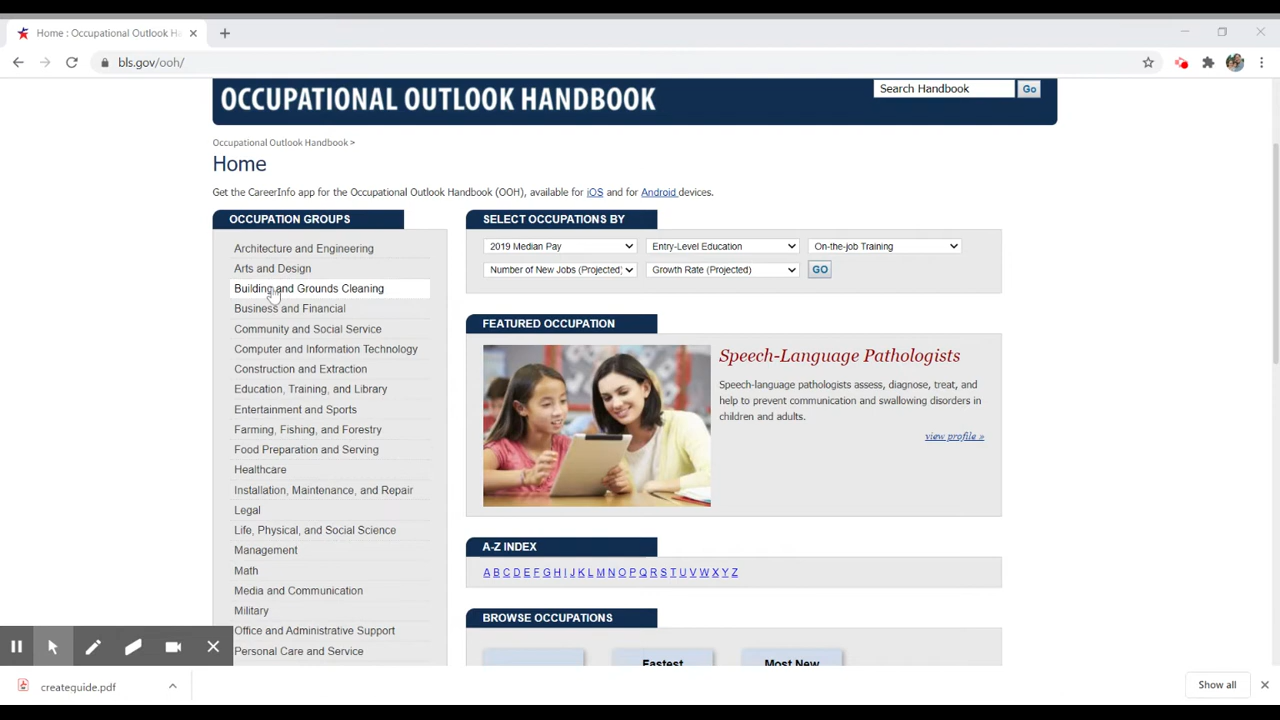 Home : Occupational Outlook Ha
bls.gov/ooh/
OCCUPATIONAL OUTLOOK HANDBOOK
Search Handbook
Go
Occupational Outlook Handbook >
Home
Get the CareerInfo app for the Occupational Outlook Handbook (OOH), available for iOS and for Android devices.
OCCUPATION GROUPS
Architecture and Engineering
Arts and Design
Building and Grounds Cleaning
Business and Financial
Community and Social Service
Computer and Information Technology
Construction and Extraction
Education, Training, and Library
Entertainment and Sports
Farming, Fishing, and Forestry
Food Preparation and Serving
Healthcare
Installation, Maintenance, and Repair
Legal
Life, Physical, and Social Science
Management
Math
Media and Communication
Military
Office and Administrative Support
Personal Care and Service
SELECT OCCUPATIONS BY
2019 Median Pay
Entry-Level Education
On-the-job Training
Number of New Jobs (Projected)
Growth Rate (Projected)
GO
FEATURED OCCUPATION
Speech-Language Pathologists
Speech-language pathologists assess, diagnose, treat, and
help to prevent communication and swallowing disorders in
children and adults.
view profile »
A-Z INDEX
A B C D E F G H I J K L M N O P Q R S T U V W X Y Z
BROWSE OCCUPATIONS
Fastest
Most New
createguide.pdf
Show all